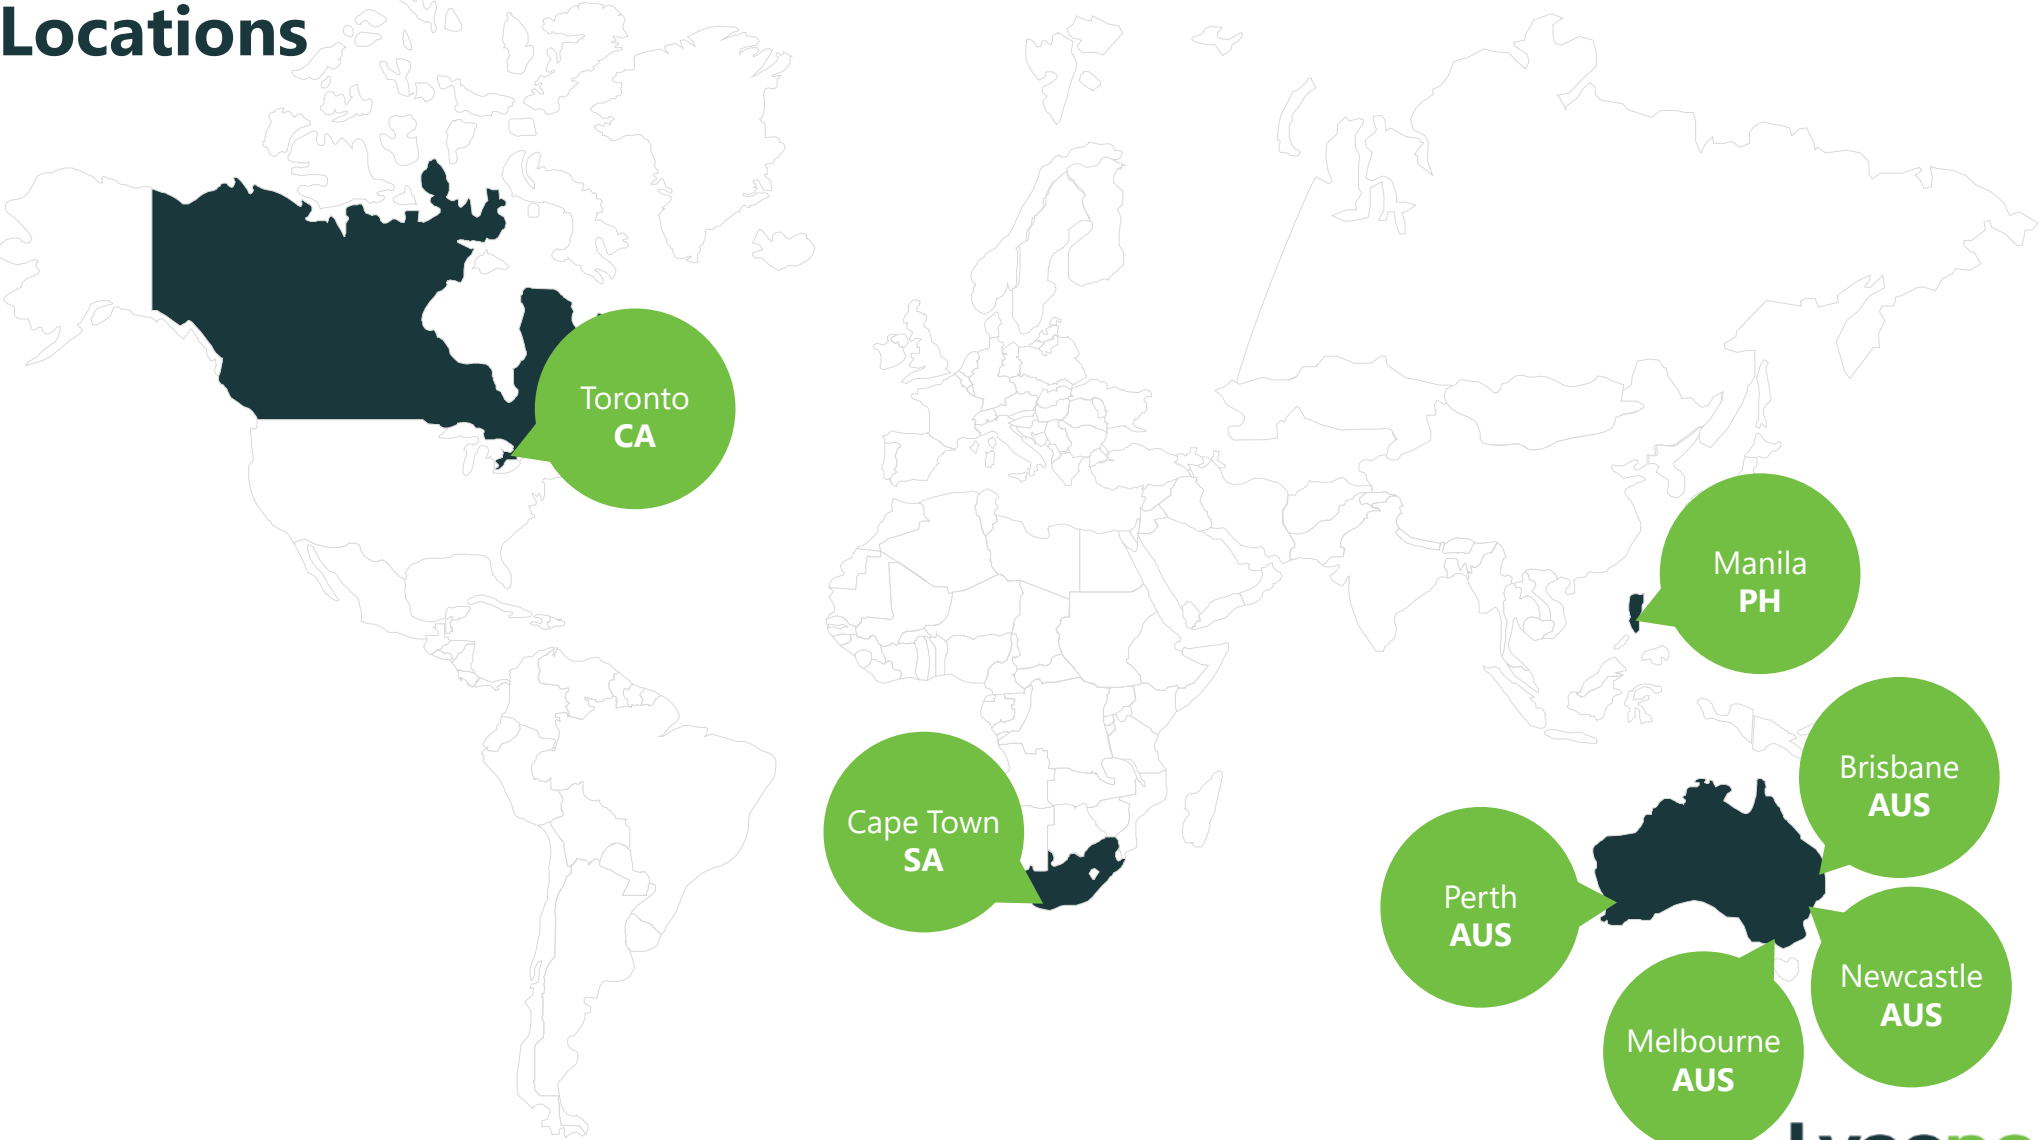 Locations
Toronto
CA
Manila
PH
Brisbane
AUS
Cape Town
SA
Perth
AUS
Newcastle
AUS
Melbourne
AUS